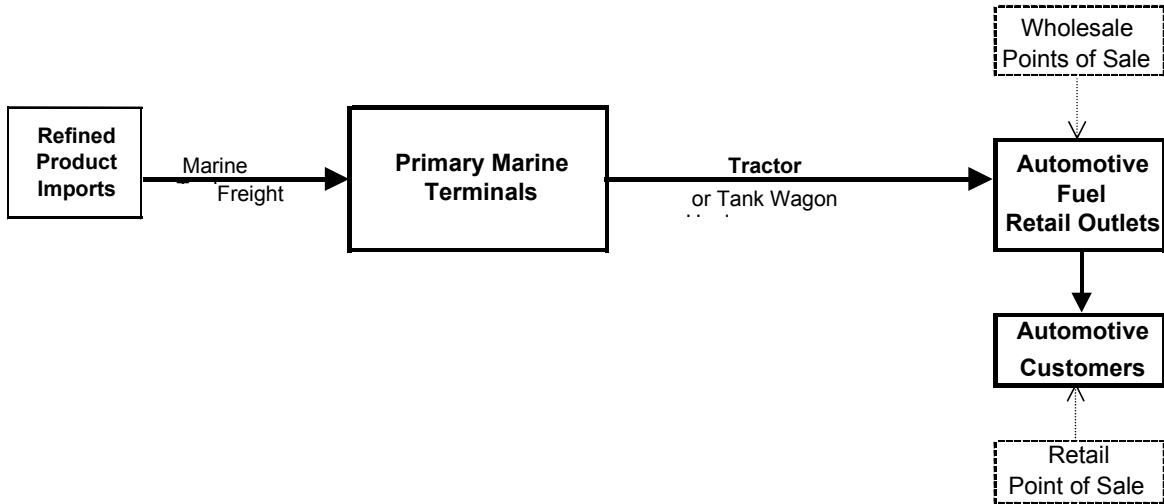 Wholesale
Points of Sale
Refined
Product
Imports
Marine
Freight
Primary Marine
Terminals
Tractor
or Tank Wagon
Automotive
Fuel
Retail Outlets
Automotive
Customers
Retail
Point of Sale